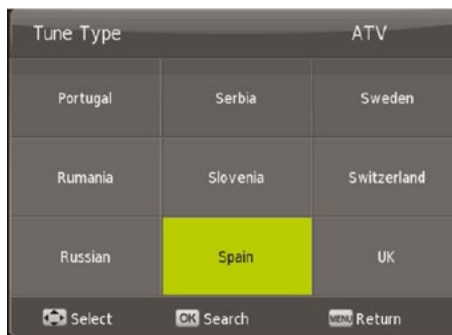 Tune Type ATV
Portugal Serbia Sweden
Rumania Slovenia Switzerland
Russian Spain UK
Select OK Search MENU Return